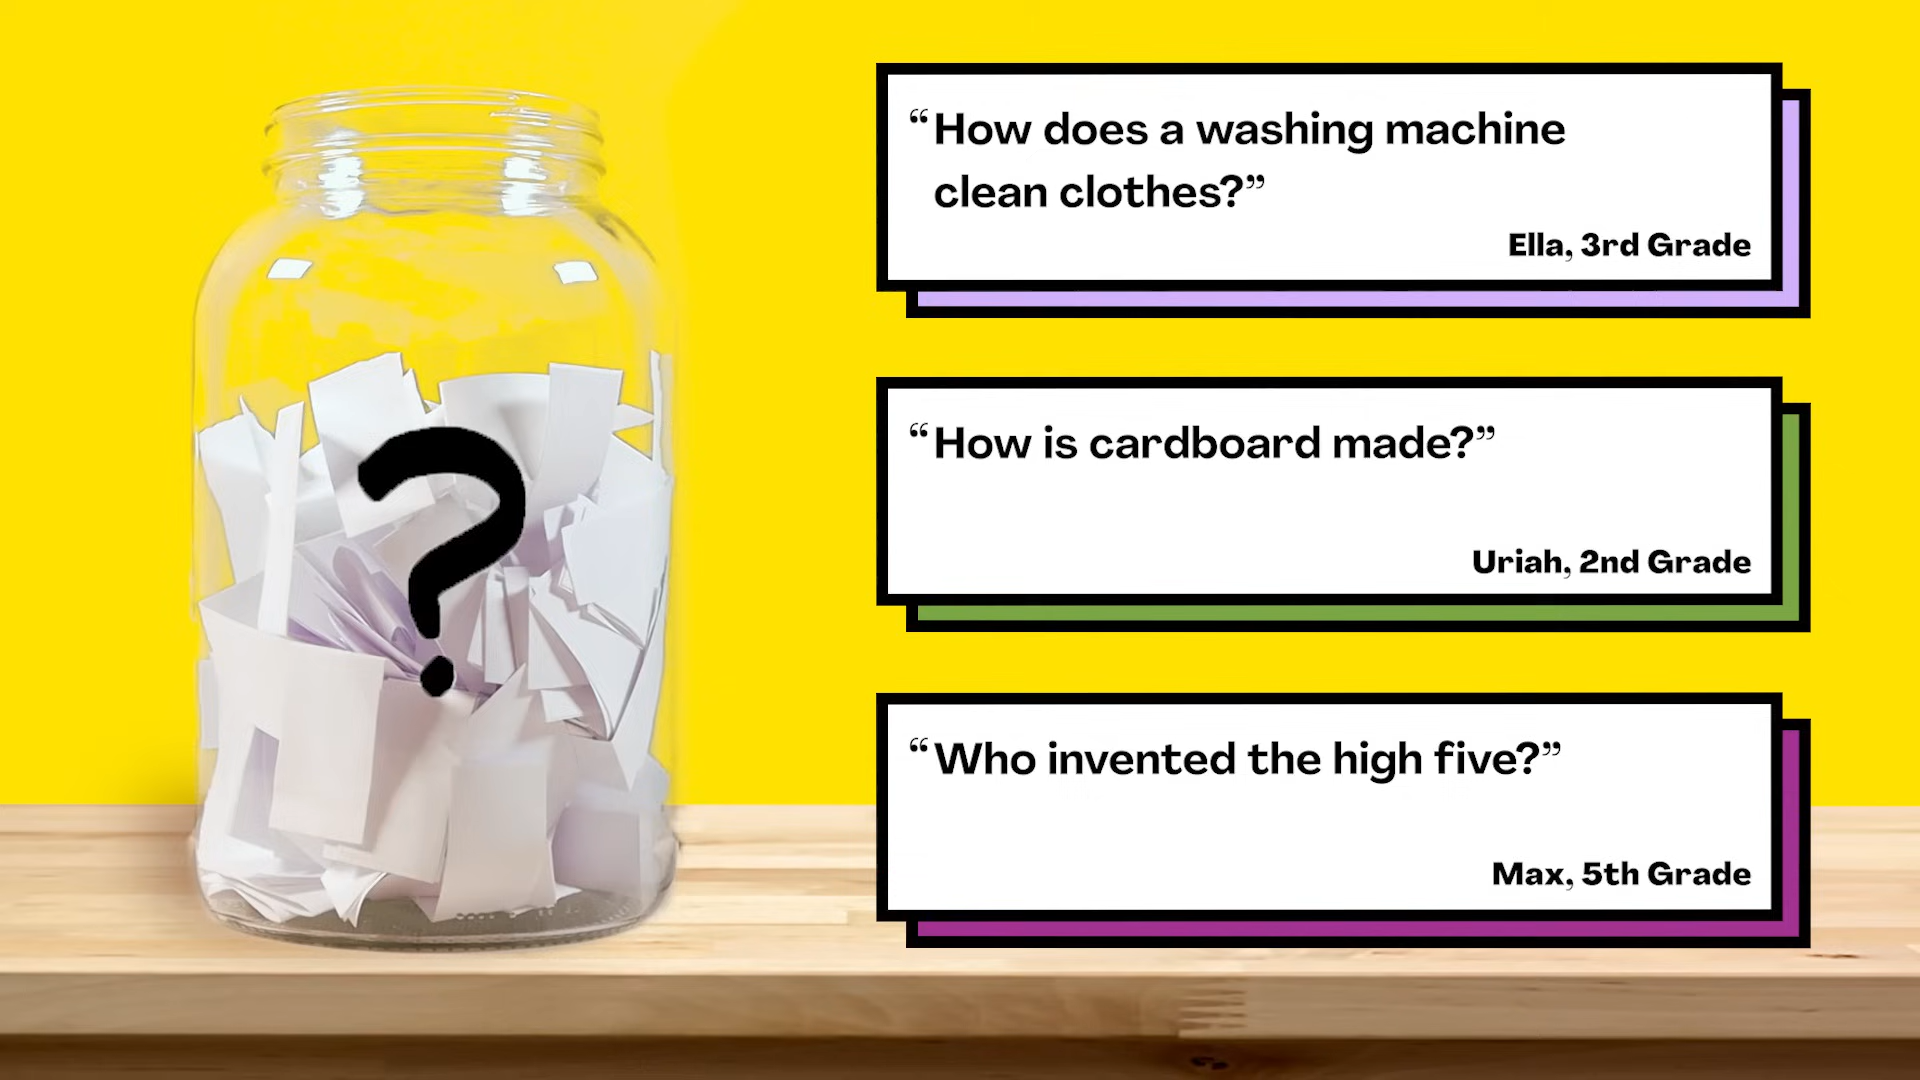 ?
“How does a washing machine
clean clothes?”
Ella, 3rd Grade
“How is cardboard made?”
Uriah, 2nd Grade
“Who invented the high five?”
Max, 5th Grade